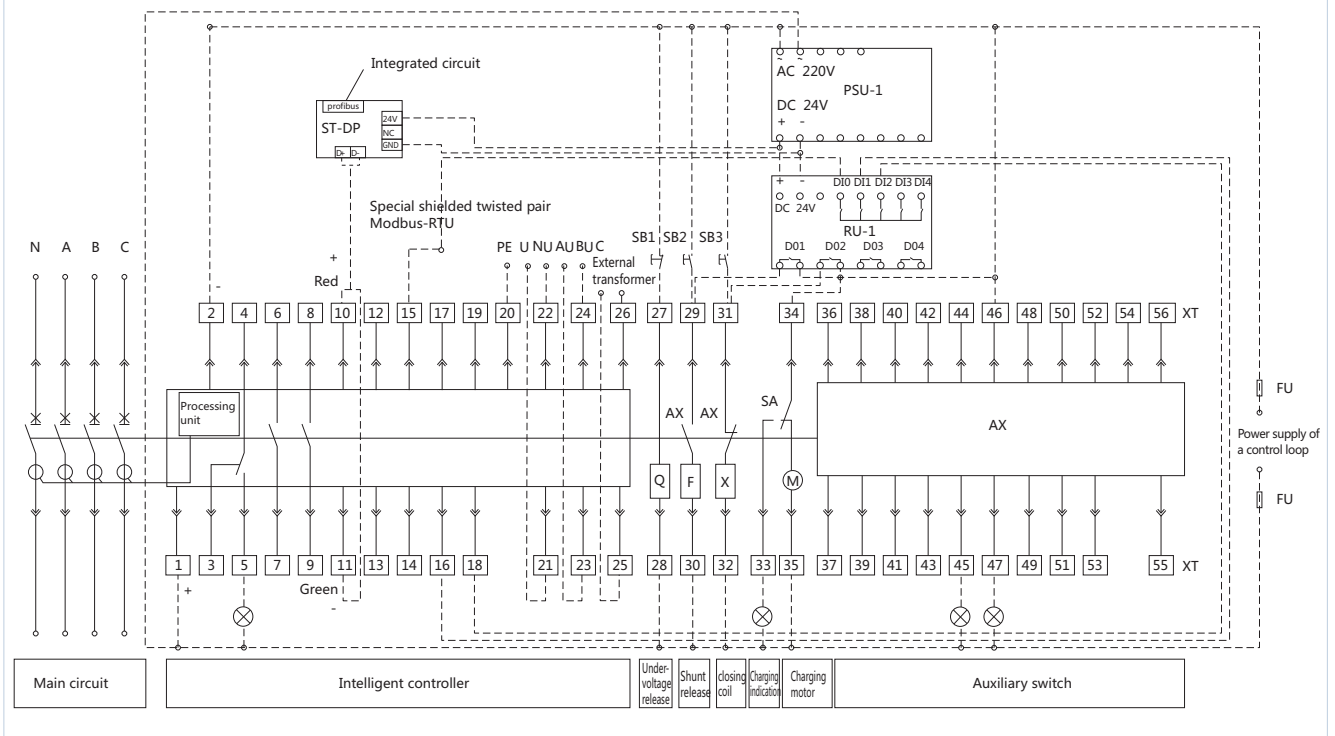 Integrated circuit
profibus
ST-DP
24V
NC
GND
D+ D-
AC 220V
PSU-1
DC 24V
+ -
+ -
DI0 DI1 DI2 DI3 DI4
DC 24V
RU-1
D01 D02 D03 D04
Special shielded twisted pair
Modbus-RTU
N A B C
+
Red
-
PE U N U A U B U C
External
transformer
SB1 SB2 SB3
2 4 6 8 10 12 15 17 19 20 22 24 26 27 29 31 34 36 38 40 42 44 46 48 50 52 54 56 XT
Processing
unit
AX AX
SA
AX
Q F X M
FU
Power supply of
a control loop
FU
1 3 5 7 9 11 13 14 16 18 21 23 25 28 30 32 33 35 37 39 41 43 45 47 49 51 53 55 XT
+
Green
-
Main circuit
Intelligent controller
Under-
voltage
release
Shunt
release
closing
coil
Charging
indication
Charging
motor
Auxiliary switch